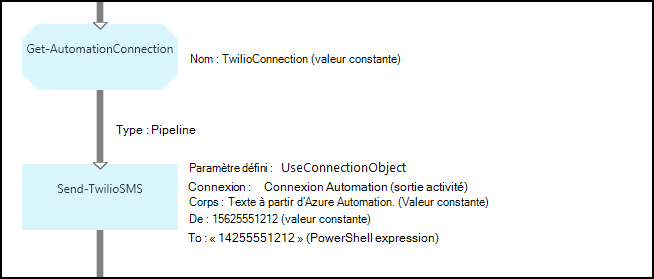 Get-AutomationConnection
Nom : TwilioConnection (valeur constante)
Type : Pipeline
Send-TwilioSMS
Paramètre défini : UseConnectionObject
Connexion : Connexion Automation (sortie activité)
Corps : Texte à partir d'Azure Automation. (Valeur constante)
De : 15625551212 (valeur constante)
To : « 14255551212 » (PowerShell expression)